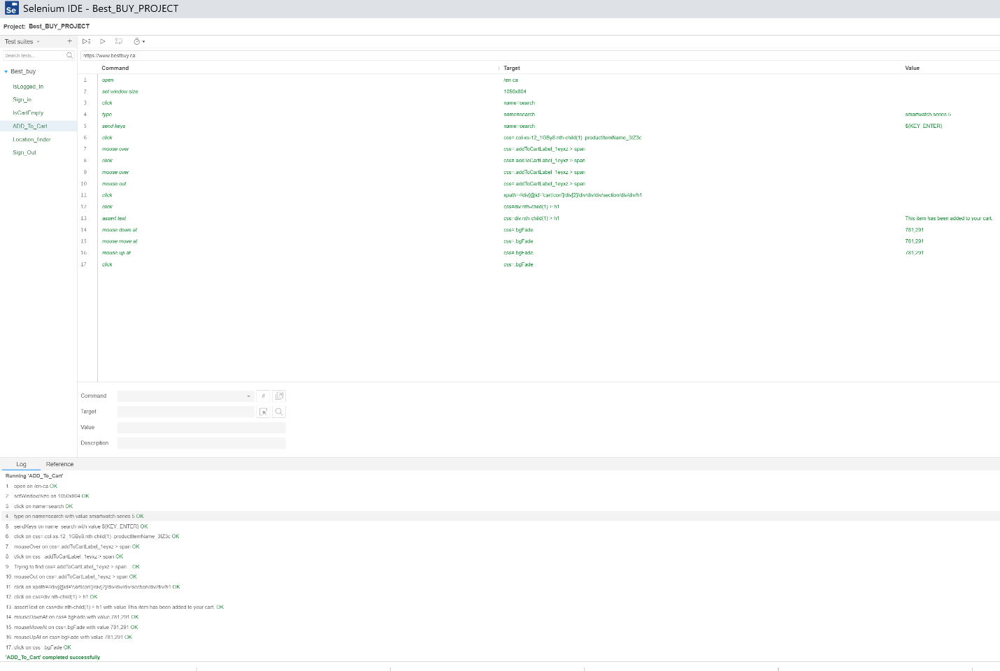 Selenium IDE - Best_BUY_PROJECT
Project: Best_BUY_PROJECT
Test suites
Search tests...
https://www.bestbuy.ca
Command Target Value
Best_buy
IsLogged_In
Sign_in
IsCartEmpty
ADD_To_Cart
Location_finder
Sign_Out
1 open /en-ca
2 set window size 1050x804
3 click name=search
4 type name=search smartwatch series 5
5 send keys name=search ${KEY_ENTER}
6 click css=.col-xs-12_1GBy8:nth-child(1) .productItemName_3IZ3c
7 mouse over css=.addToCartLabel_1eyxz > span
8 click css=.addToCartLabel_1eyxz > span
9 mouse over css=.addToCartLabel_1eyxz > span
10 mouse out css=.addToCartLabel_1eyxz > span
11 click xpath=//div[@id='cartIcon']/div[2]/div/div/div/section/div/div/h1
12 click css=div:nth-child(1) > h1
13 assert text css=div:nth-child(1) > h1 This item has been added to your cart.
14 mouse down at css=.bgFade 781,291
15 mouse move at css=.bgFade 781,291
16 mouse up at css=.bgFade 781,291
17 click css=.bgFade
Command //
Target
Value
Description
Log Reference
Running 'ADD_To_Cart'
1. open on /en-ca OK
2. setWindowSize on 1050x804 OK
3. click on name=search OK
4. type on name=search with value smartwatch series 5 OK
5. sendKeys on name=search with value ${KEY_ENTER} OK
6. click on css=.col-xs-12_1GBy8:nth-child(1) .productItemName_3IZ3c OK
7. mouseOver on css=.addToCartLabel_1eyxz > span OK
8. click on css=.addToCartLabel_1eyxz > span OK
9. Trying to find css=.addToCartLabel_1eyxz > span... OK
10. mouseOut on css=.addToCartLabel_1eyxz > span OK
11. click on xpath=//div[@id='cartIcon']/div[2]/div/div/div/section/div/div/h1 OK
12. click on css=div:nth-child(1) > h1 OK
13. assertText on css=div:nth-child(1) > h1 with value This item has been added to your cart. OK
14. mouseDownAt on css=.bgFade with value 781,291 OK
15. mouseMoveAt on css=.bgFade with value 781,291 OK
16. mouseUpAt on css=.bgFade with value 781,291 OK
17. click on css=.bgFade OK
'ADD_To_Cart' completed successfully